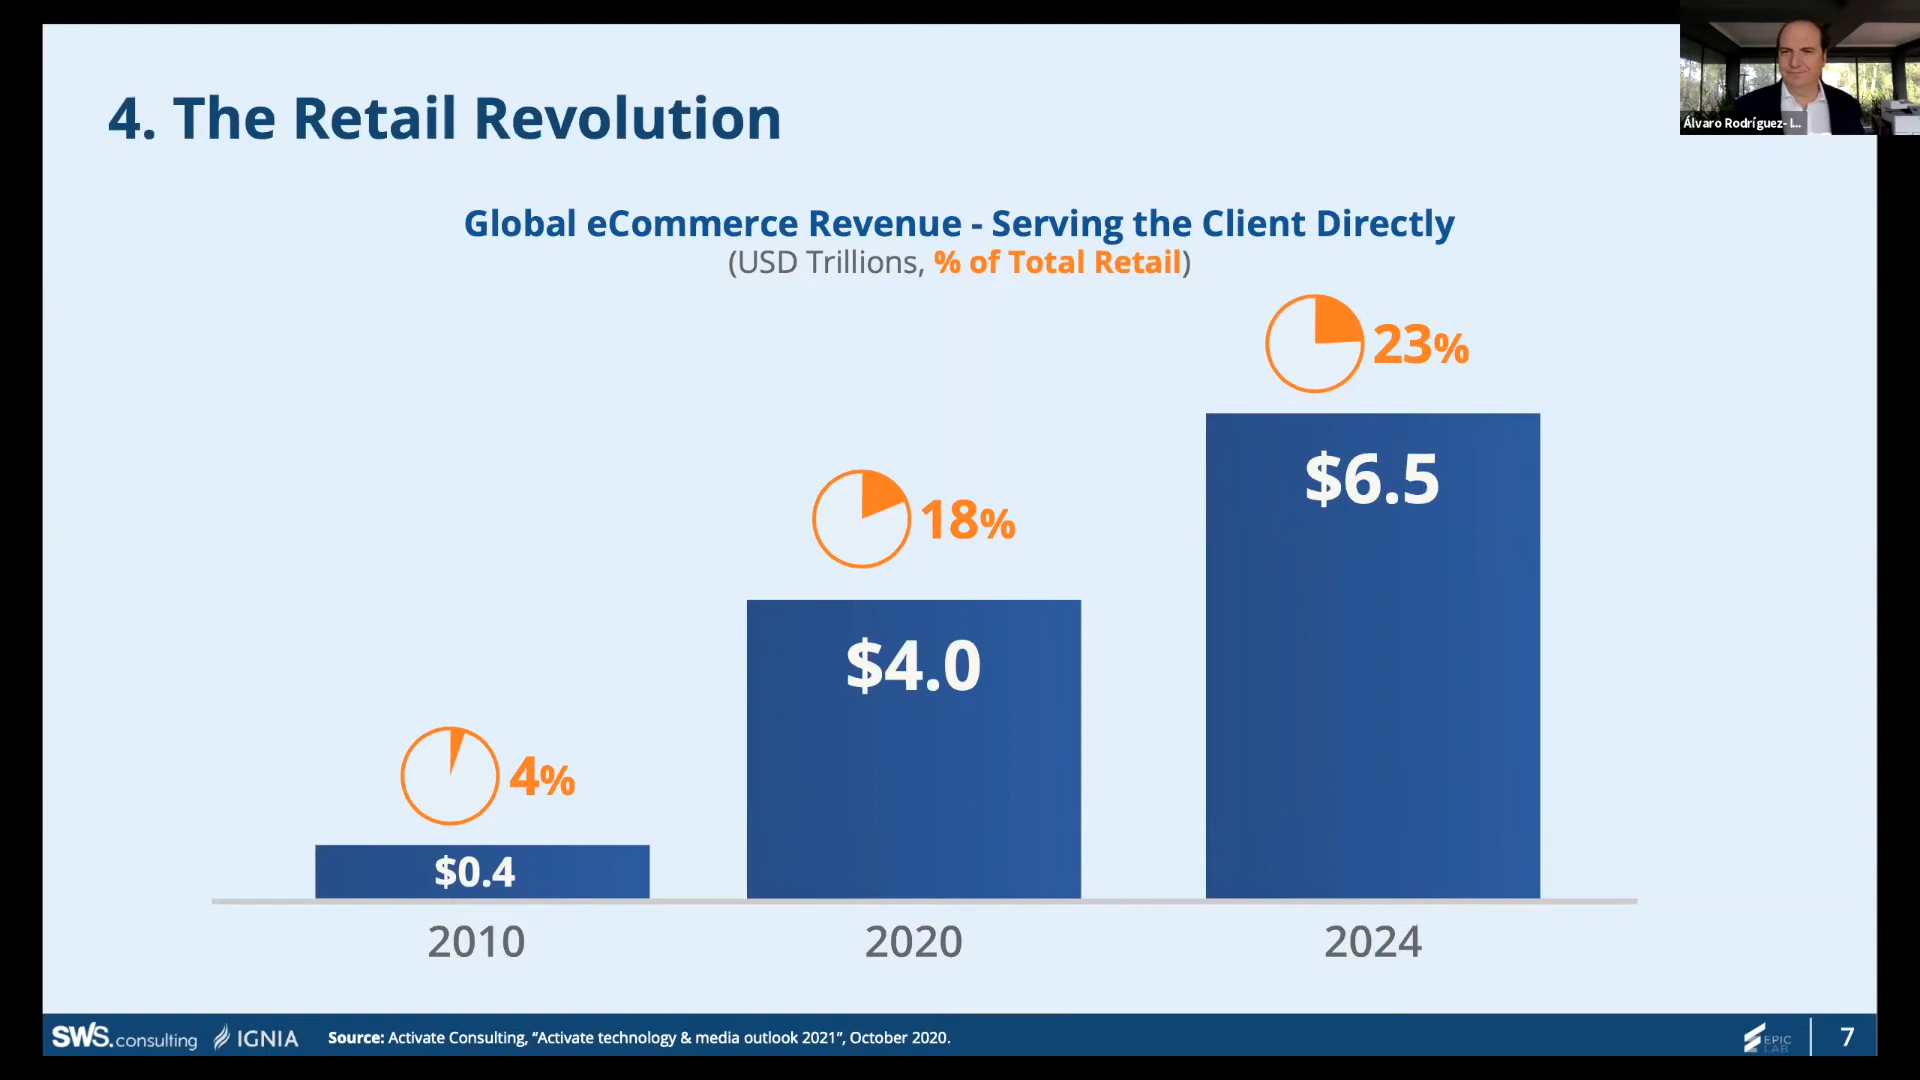 Álvaro Rodríguez- I...
4. The Retail Revolution
Global eCommerce Revenue - Serving the Client Directly
(USD Trillions, % of Total Retail)
23%
$6.5
18%
$4.0
4%
$0.4
2010
2020
2024
SWS.consulting
IGNIA
Source: Activate Consulting, “Activate technology & media outlook 2021”, October 2020.
EPIC
LAB
7